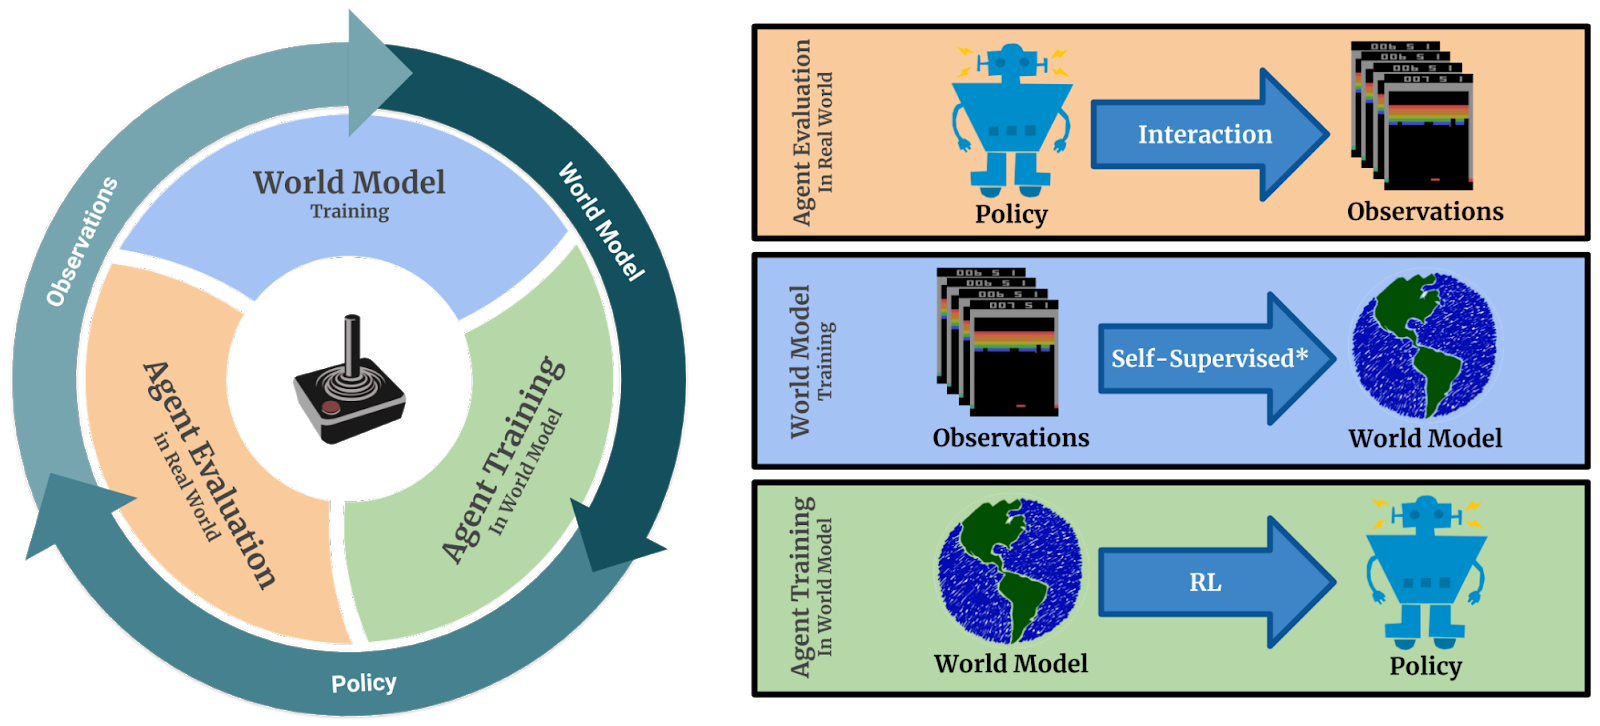 World Model
Training
Observations
World Model
Agent Evaluation
in Real World
Agent Training
In World Model
Policy
Agent Evaluation
In Real World
Interaction
Policy
Observations
006 5 1
006 5 1
006 5 1
007 5 1
World Model
Training
Self-Supervised*
Observations
World Model
006 5 1
006 5 1
006 5 1
007 5 1
Agent Training
In World Model
RL
World Model
Policy